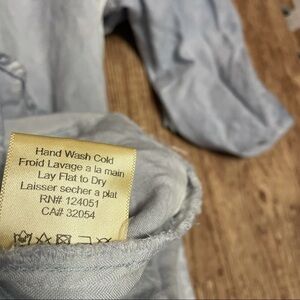 Hand Wash Cold
Froid Lavage a la main
Lay Flat to Dry
Laisser secher a plat
RN# 124051
CA# 32054